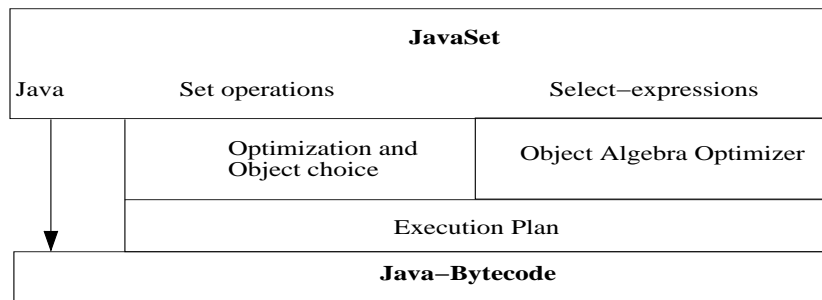 JavaSet
Java Set operations Select−expressions
Optimization and
Object choice
Object Algebra Optimizer
Execution Plan
Java−Bytecode